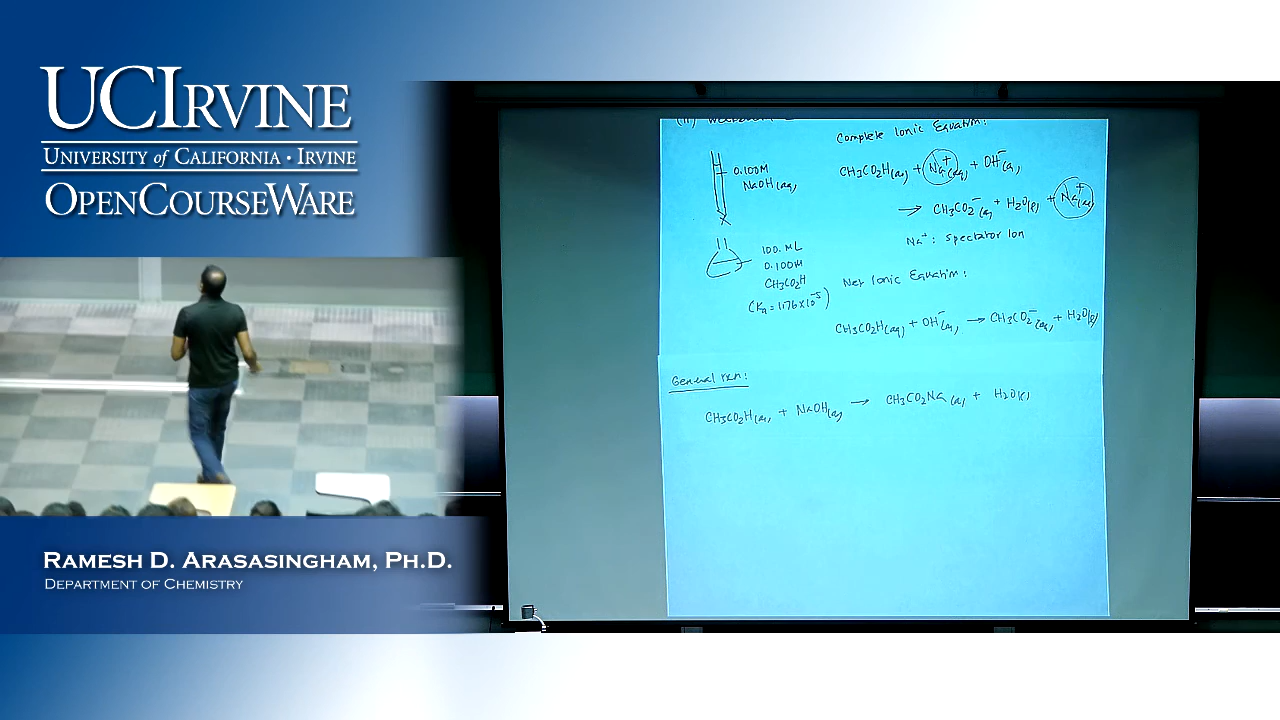 UCIRVINE
UNIVERSITY of CALIFORNIA · IRVINE
OPENCOURSEWARE
RAMESH D. ARASASINGHAM, PH.D.
DEPARTMENT OF CHEMISTRY
(ii)
0.100M
NaOH(aq)
100. mL
0.100M
CH3CO2H
(Ka = 1.76 x 10^-5)
Complete Ionic Equation:
CH3CO2H(aq) + Na^+(aq) + OH^-(aq)
→ CH3CO2^-(aq) + H2O(l) + Na^+(aq)
Na^+ : Spectator Ion
Net Ionic Equation:
CH3CO2H(aq) + OH^-(aq) → CH3CO2^-(aq) + H2O(l)
General rxn:
CH3CO2H(aq) + NaOH(aq) → CH3CO2Na(aq) + H2O(l)